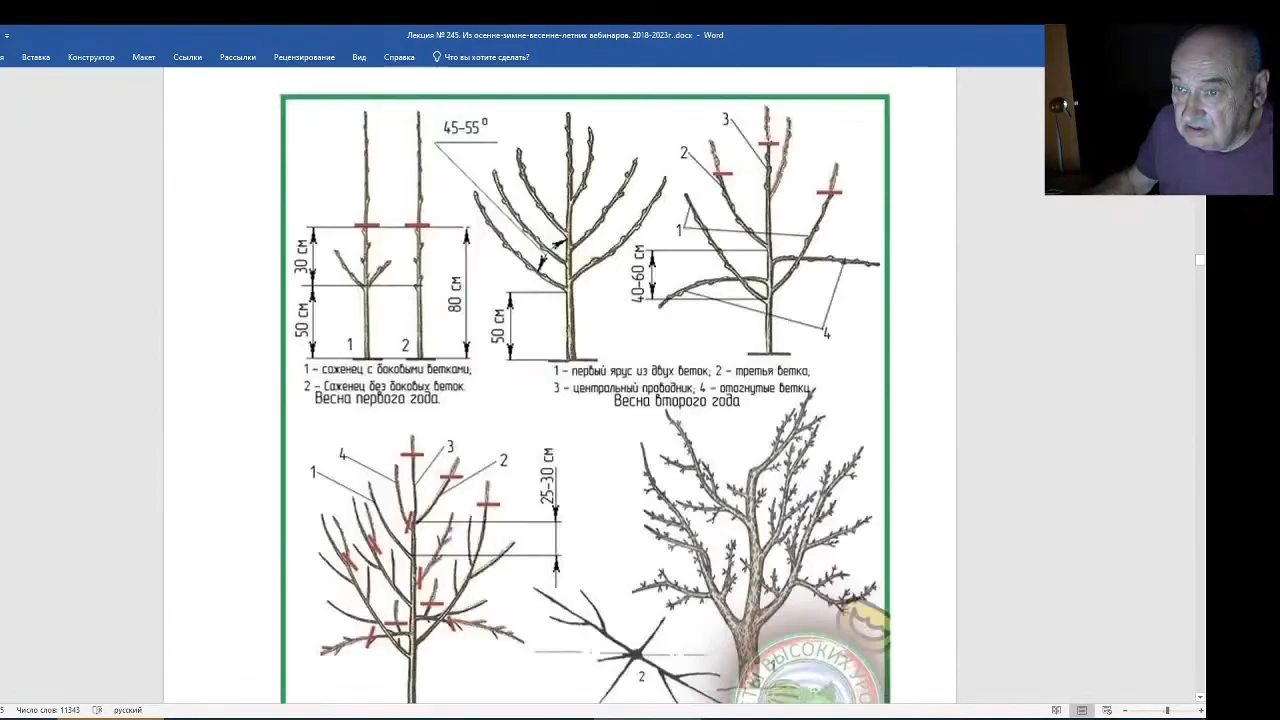 Лекция № 245. Из осенне-зимне-весенне-летних вебинаров. 2018-2023г..docx - Word
Вставка Конструктор Макет Ссылки Рассылки Рецензирование Вид Справка Что вы хотите сделать?
45-55°
30 см
50 см
80 см
1
2
1 - саженец с боковыми ветками;
2 - Саженец без боковых веток.
Весна первого года.
50 см
3
2
1
40-60 см
4
1 - первый ярус из двух веток; 2 - третья ветка;
3 - центральный проводник; 4 - отогнутые ветки.
Весна второго года
4
3
1
2
25-30 см
2
ТЫ ВЫСОКИХ УРО
5 Число слов: 11343 русский